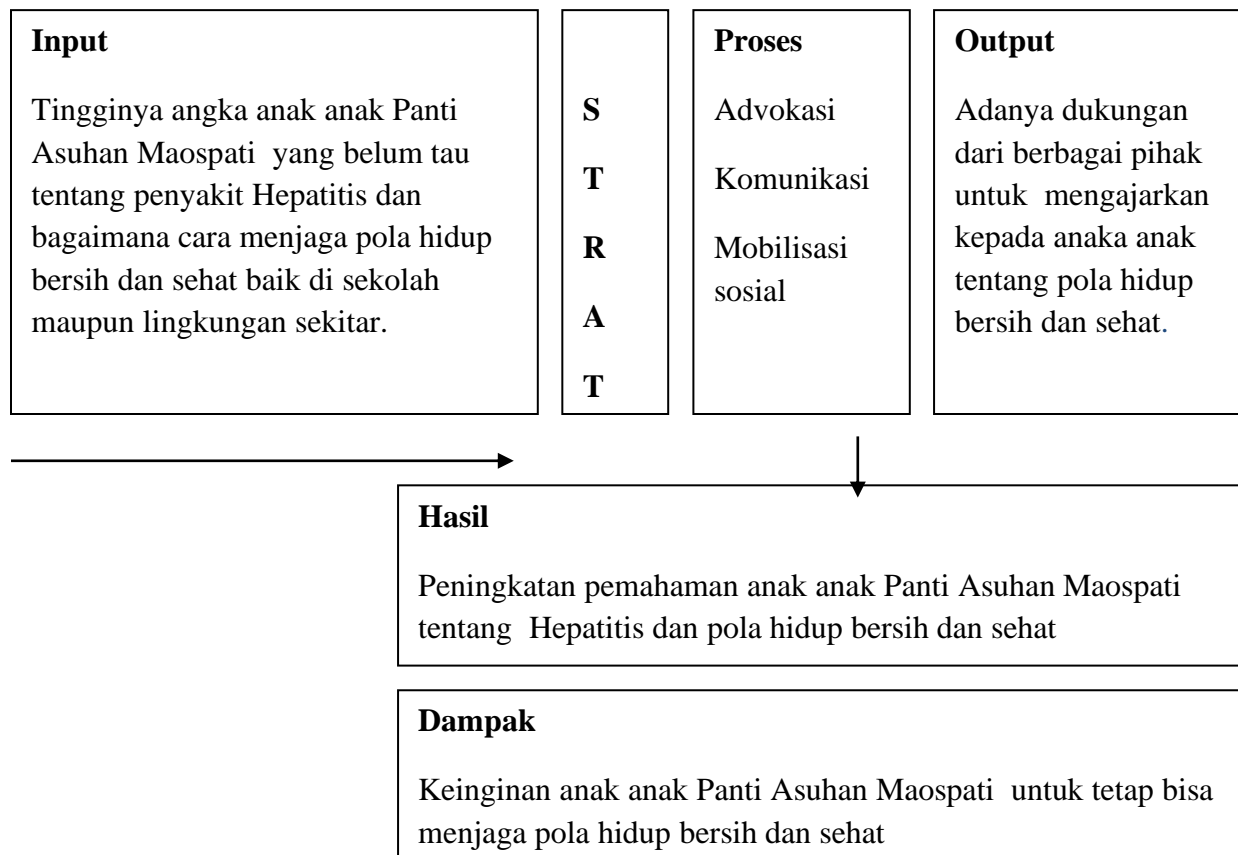 Input
Tingginya angka anak anak Panti
Asuhan Maospati yang belum tau
tentang penyakit Hepatitis dan
bagaimana cara menjaga pola hidup
bersih dan sehat baik di sekolah
maupun lingkungan sekitar.
S
T
R
A
T
Proses
Advokasi
Komunikasi
Mobilisasi
sosial
Output
Adanya dukungan
dari berbagai pihak
untuk mengajarkan
kepada anaka anak
tentang pola hidup
bersih dan sehat.
Hasil
Peningkatan pemahaman anak anak Panti Asuhan Maospati
tentang Hepatitis dan pola hidup bersih dan sehat
Dampak
Keinginan anak anak Panti Asuhan Maospati untuk tetap bisa
menjaga pola hidup bersih dan sehat